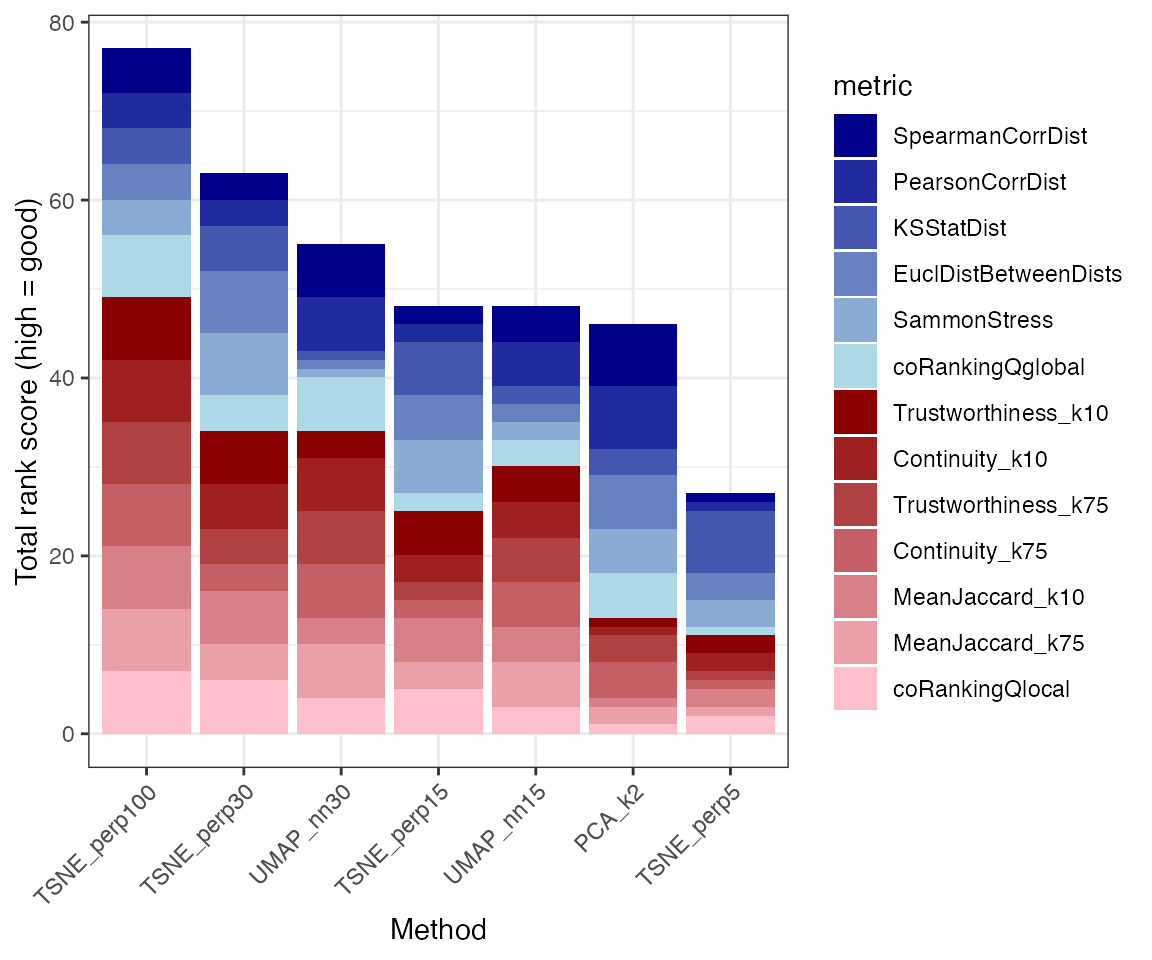 Total rank score (high = good)
80
60
40
20
0
TSNE_perp100
TSNE_perp30
UMAP_nn30
TSNE_perp15
UMAP_nn15
PCA_k2
TSNE_perp5
Method
metric
SpearmanCorrDist
PearsonCorrDist
KSStatDist
EuclDistBetweenDists
SammonStress
coRankingQglobal
Trustworthiness_k10
Continuity_k10
Trustworthiness_k75
Continuity_k75
MeanJaccard_k10
MeanJaccard_k75
coRankingQlocal